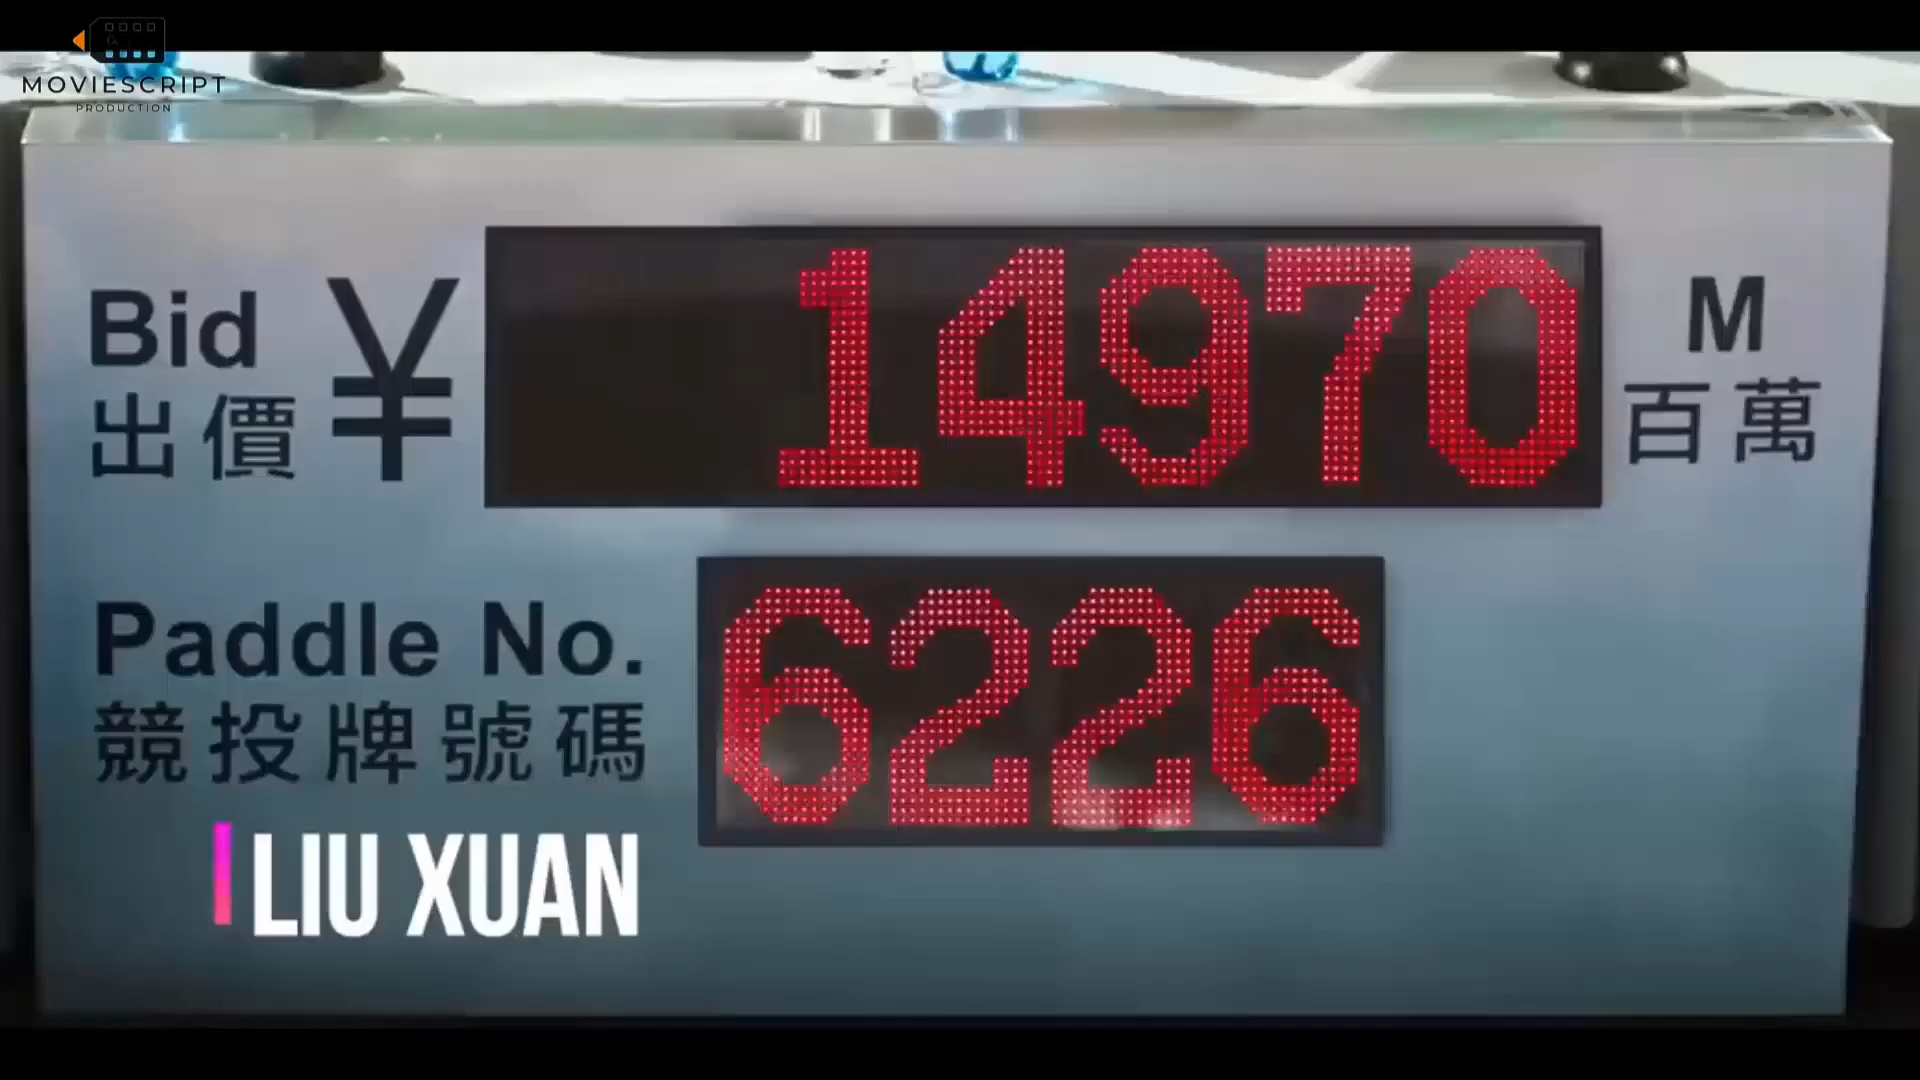 MOVIESCRIPT
PRODUCTION
Bid ¥ 14970 M
出價 百萬
Paddle No. 6226
競投牌號碼
LIU XUAN